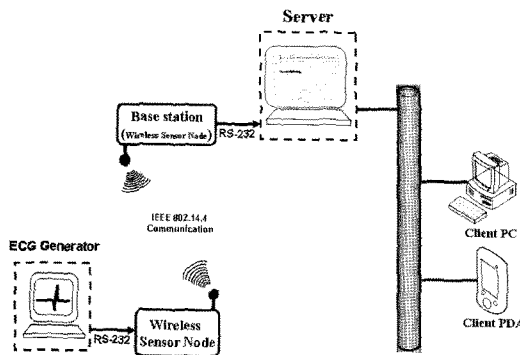 Server
Base station
(Wireless Sensor Node)
RS-232
IEEE 802.14.4
Communication
ECG Generator
Client PC
RS-232
Wireless
Sensor Node
Client PDA